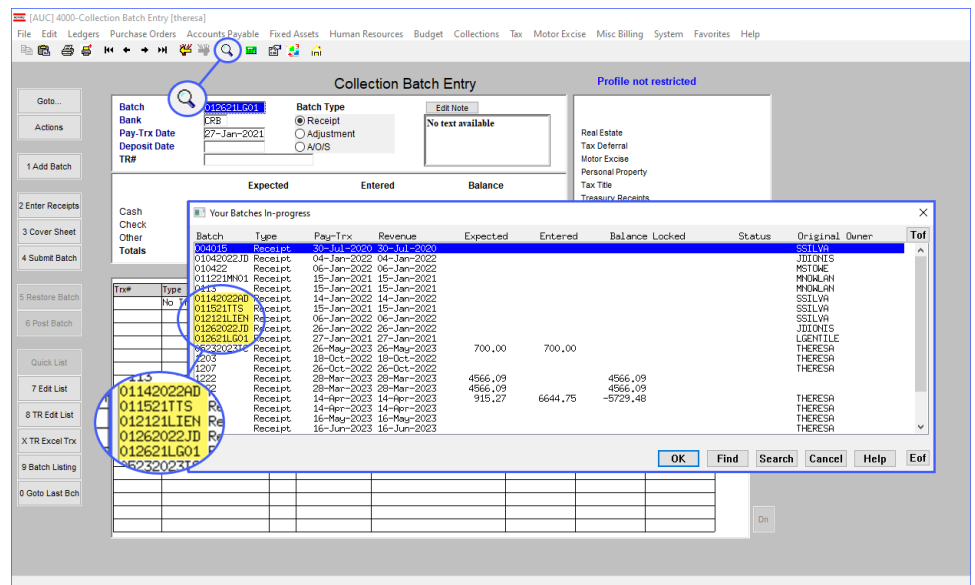 [AUC] 4000-Collection Batch Entry [theresa]
File Edit Ledgers Purchase Orders Accounts Payable Fixed Assets Human Resources Budget Collections Tax Motor Excise Misc Billing System Favorites Help
Collection Batch Entry
Profile not restricted
Goto...
Actions
1 Add Batch
2 Enter Receipts
3 Cover Sheet
4 Submit Batch
5 Restore Batch
6 Post Batch
Quick List
7 Edit List
8 TR Edit List
X TR Excel Trx
9 Batch Listing
0 Goto Last Bch
Batch 012621LG01
Bank CRB
Pay-Trx Date 27-Jan-2021
Deposit Date
TR#
Batch Type
Receipt
Adjustment
A/O/S
Edit Note
No text available
Real Estate
Tax Deferral
Motor Excise
Personal Property
Tax Title
Treasury Receipts
Expected Entered Balance
Cash
Check
Other
Totals
Trx# Type
No
Your Batches In-progress
Batch Type Pay-Trx Revenue Expected Entered Balance Locked Status Original Owner
004015 Receipt 30-Jul-2020 30-Jul-2020 SSILVA
01042022JD Receipt 04-Jan-2022 04-Jan-2022 JDIONIS
010422 Receipt 06-Jan-2022 06-Jan-2022 MSTOWE
011221MN01 Receipt 15-Jan-2021 15-Jan-2021 MNOWLAN
0113 Receipt 15-Jan-2021 15-Jan-2021 MNOWLAN
01142022AD Receipt 14-Jan-2022 14-Jan-2022 SSILVA
011521TTS Receipt 15-Jan-2021 15-Jan-2021 SSILVA
012121LIEN Receipt 06-Jan-2022 06-Jan-2022 SSILVA
01262022JD Receipt 26-Jan-2022 26-Jan-2022 JDIONIS
012621LG01 Receipt 27-Jan-2021 27-Jan-2021 LGENTILE
05232023TC Receipt 26-May-2023 26-May-2023 700.00 700.00 THERESA
1203 Receipt 18-Oct-2022 18-Oct-2022 THERESA
1207 Receipt 26-Oct-2022 26-Oct-2022 THERESA
1222 Receipt 28-Mar-2023 28-Mar-2023 4566.09 4566.09
Receipt 28-Mar-2023 28-Mar-2023 4566.09 4566.09
Receipt 14-Apr-2023 14-Apr-2023 915.27 6644.75 -5729.48 THERESA
Receipt 14-Apr-2023 14-Apr-2023 THERESA
Receipt 16-May-2023 16-May-2023 THERESA
Receipt 16-Jun-2023 16-Jun-2023 THERESA
Tof
OK Find Search Cancel Help Eof
Dn
01142022AD
011521TTS Re
012121LIEN Re
01262022JD Re
012621LG01